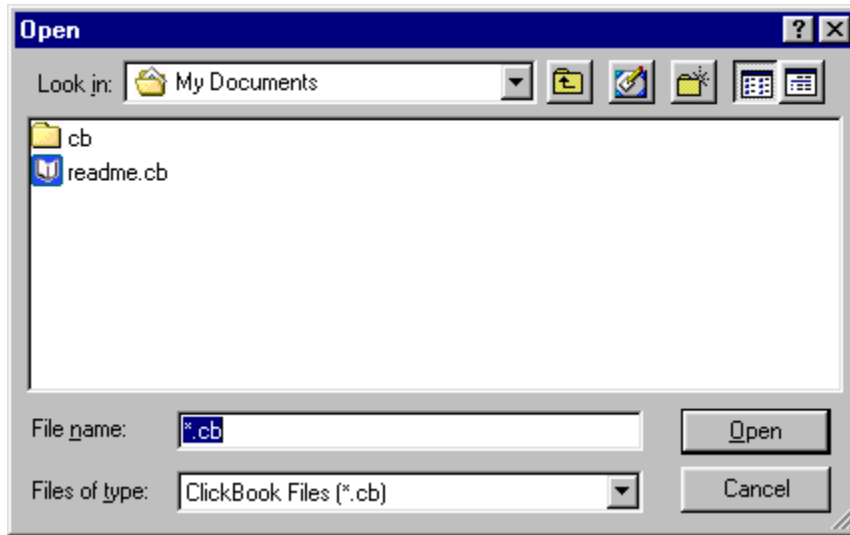 Open
Look in: My Documents
cb
readme.cb
File name: *.cb Open
Files of type: ClickBook Files (*.cb) Cancel